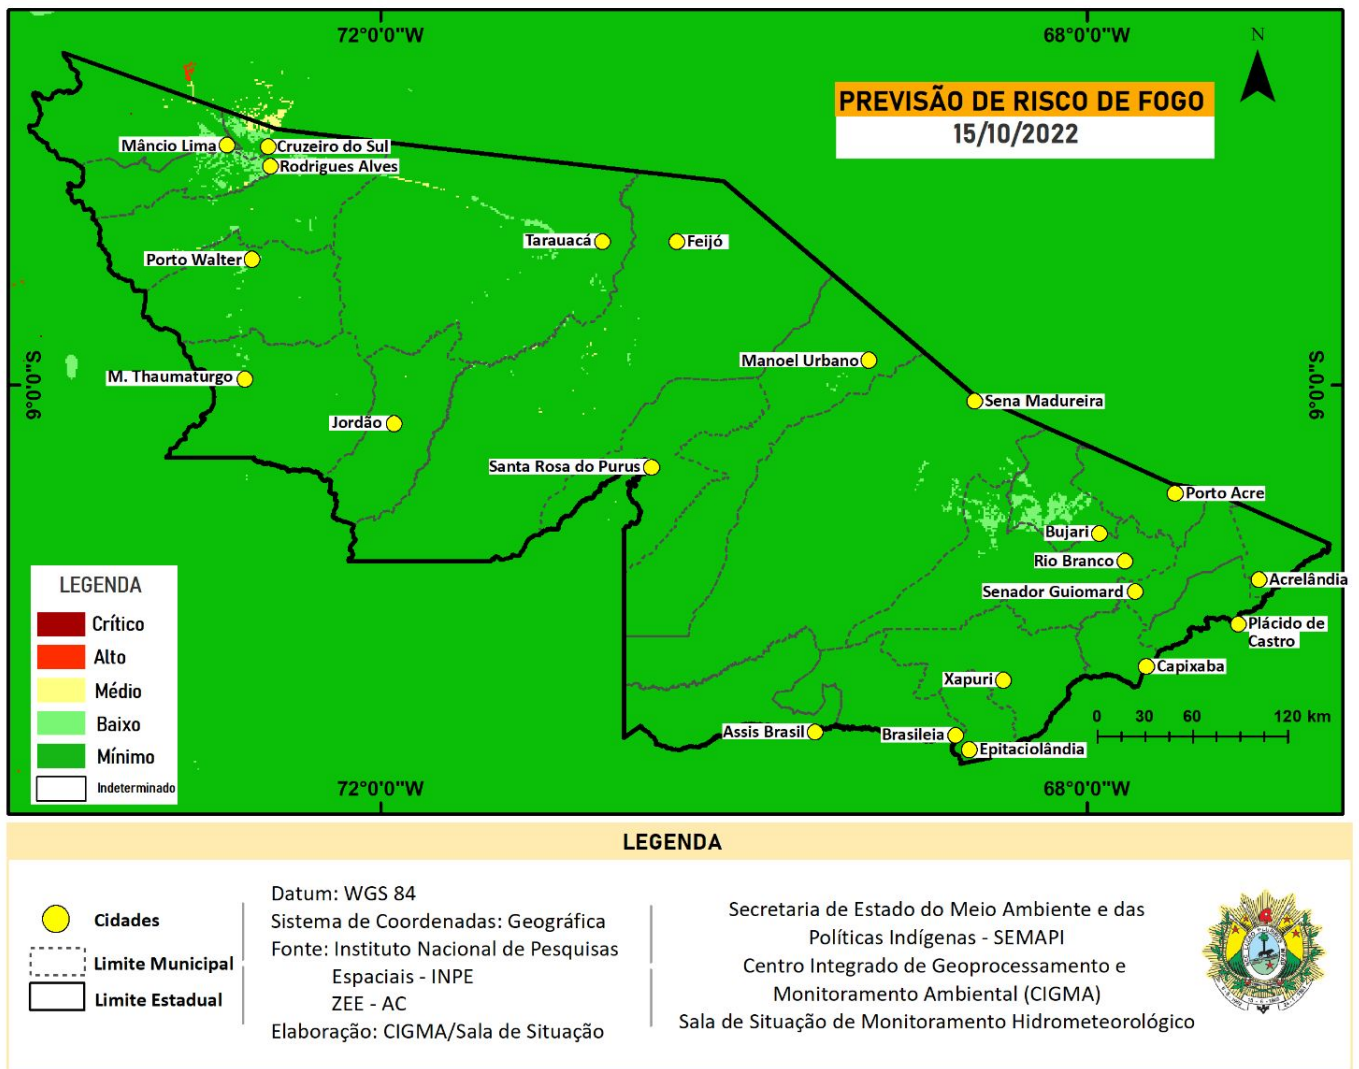 72°0'0"W
68°0'0"W
N
PREVISÃO DE RISCO DE FOGO
15/10/2022
Mâncio Lima
Cruzeiro do Sul
Rodrigues Alves
Tarauacá
Feijó
Porto Walter
Manoel Urbano
9°0'0"S
9°0'0"S
M. Thaumaturgo
Sena Madureira
Jordão
Santa Rosa do Purus
Porto Acre
Bujari
Rio Branco
Acrelândia
Senador Guiomard
Plácido de
Castro
Capixaba
Xapuri
Assis Brasil
Brasileia
Epitaciolândia
0 30 60 120 km
LEGENDA
Crítico
Alto
Médio
Baixo
Mínimo
Indeterminado
72°0'0"W
68°0'0"W
LEGENDA
Cidades
Limite Municipal
Limite Estadual
Datum: WGS 84
Sistema de Coordenadas: Geográfica
Fonte: Instituto Nacional de Pesquisas
Espaciais - INPE
ZEE - AC
Elaboração: CIGMA/Sala de Situação
Secretaria de Estado do Meio Ambiente e das
Políticas Indígenas - SEMAPI
Centro Integrado de Geoprocessamento e
Monitoramento Ambiental (CIGMA)
Sala de Situação de Monitoramento Hidrometeorológico